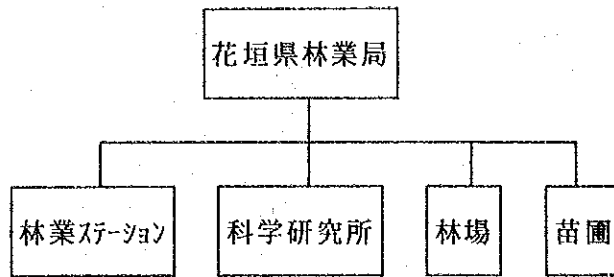 花垣県林業局
林業ステーション
科学研究所
林場
苗圃